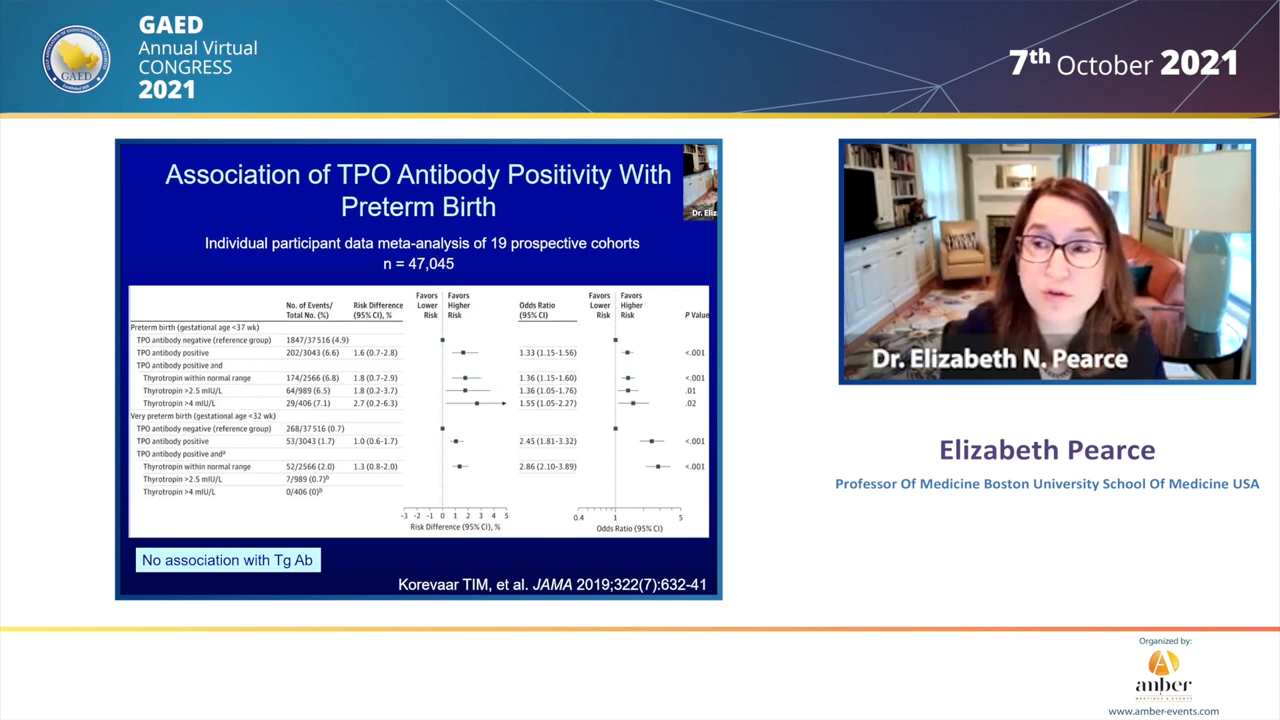 GAED
Annual Virtual
CONGRESS
2021
GAED
7th October 2021
Association of TPO Antibody Positivity With
Preterm Birth
Dr. Eliz
Individual participant data meta-analysis of 19 prospective cohorts
n = 47,045
No. of Events/ Total No. (%) Risk Difference (95% CI), % Favors Lower Risk Favors Higher Risk Odds Ratio (95% CI) Favors Lower Risk Favors Higher Risk P Value
Preterm birth (gestational age <37 wk)
TPO antibody negative (reference group) 1847/37 516 (4.9)
TPO antibody positive 202/3043 (6.6) 1.6 (0.7-2.8) 1.33 (1.15-1.56) <.001
TPO antibody positive and
Thyrotropin within normal range 174/2566 (6.8) 1.8 (0.7-2.9) 1.36 (1.15-1.60) <.001
Thyrotropin >2.5 mIU/L 64/989 (6.5) 1.8 (0.2-3.7) 1.36 (1.05-1.76) .01
Thyrotropin >4 mIU/L 29/406 (7.1) 2.7 (0.2-6.3) 1.55 (1.05-2.27) .02
Very preterm birth (gestational age <32 wk)
TPO antibody negative (reference group) 268/37 516 (0.7)
TPO antibody positive 53/3043 (1.7) 1.0 (0.6-1.7) 2.45 (1.81-3.32) <.001
TPO antibody positive anda
Thyrotropin within normal range 52/2566 (2.0) 1.3 (0.8-2.0) 2.86 (2.10-3.89) <.001
Thyrotropin >2.5 mIU/L 7/989 (0.7)b
Thyrotropin >4 mIU/L 0/406 (0)b
-3 -2 -1 0 1 2 3 4 5 0.4 1 5
Risk Difference (95% CI), % Odds Ratio (95% CI)
No association with Tg Ab
Korevaar TIM, et al. JAMA 2019;322(7):632-41
Dr. Elizabeth N. Pearce
Elizabeth Pearce
Professor Of Medicine Boston University School Of Medicine USA
Organized by:
anber
www.amber-events.com